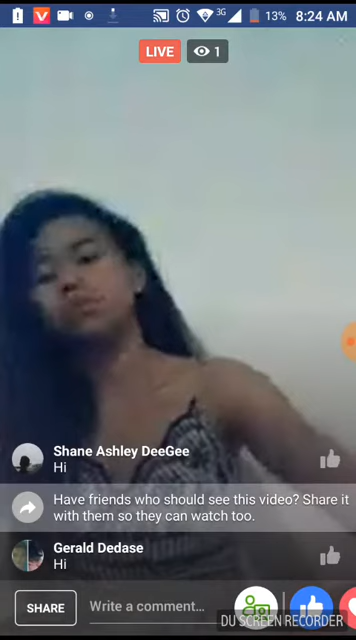 3G 13% 8:24 AM
LIVE 1
Shane Ashley DeeGee
Hi
Have friends who should see this video? Share it
with them so they can watch too.
Gerald Dedase
Hi
SHARE Write a comment...
DU SCREEN RECORDER